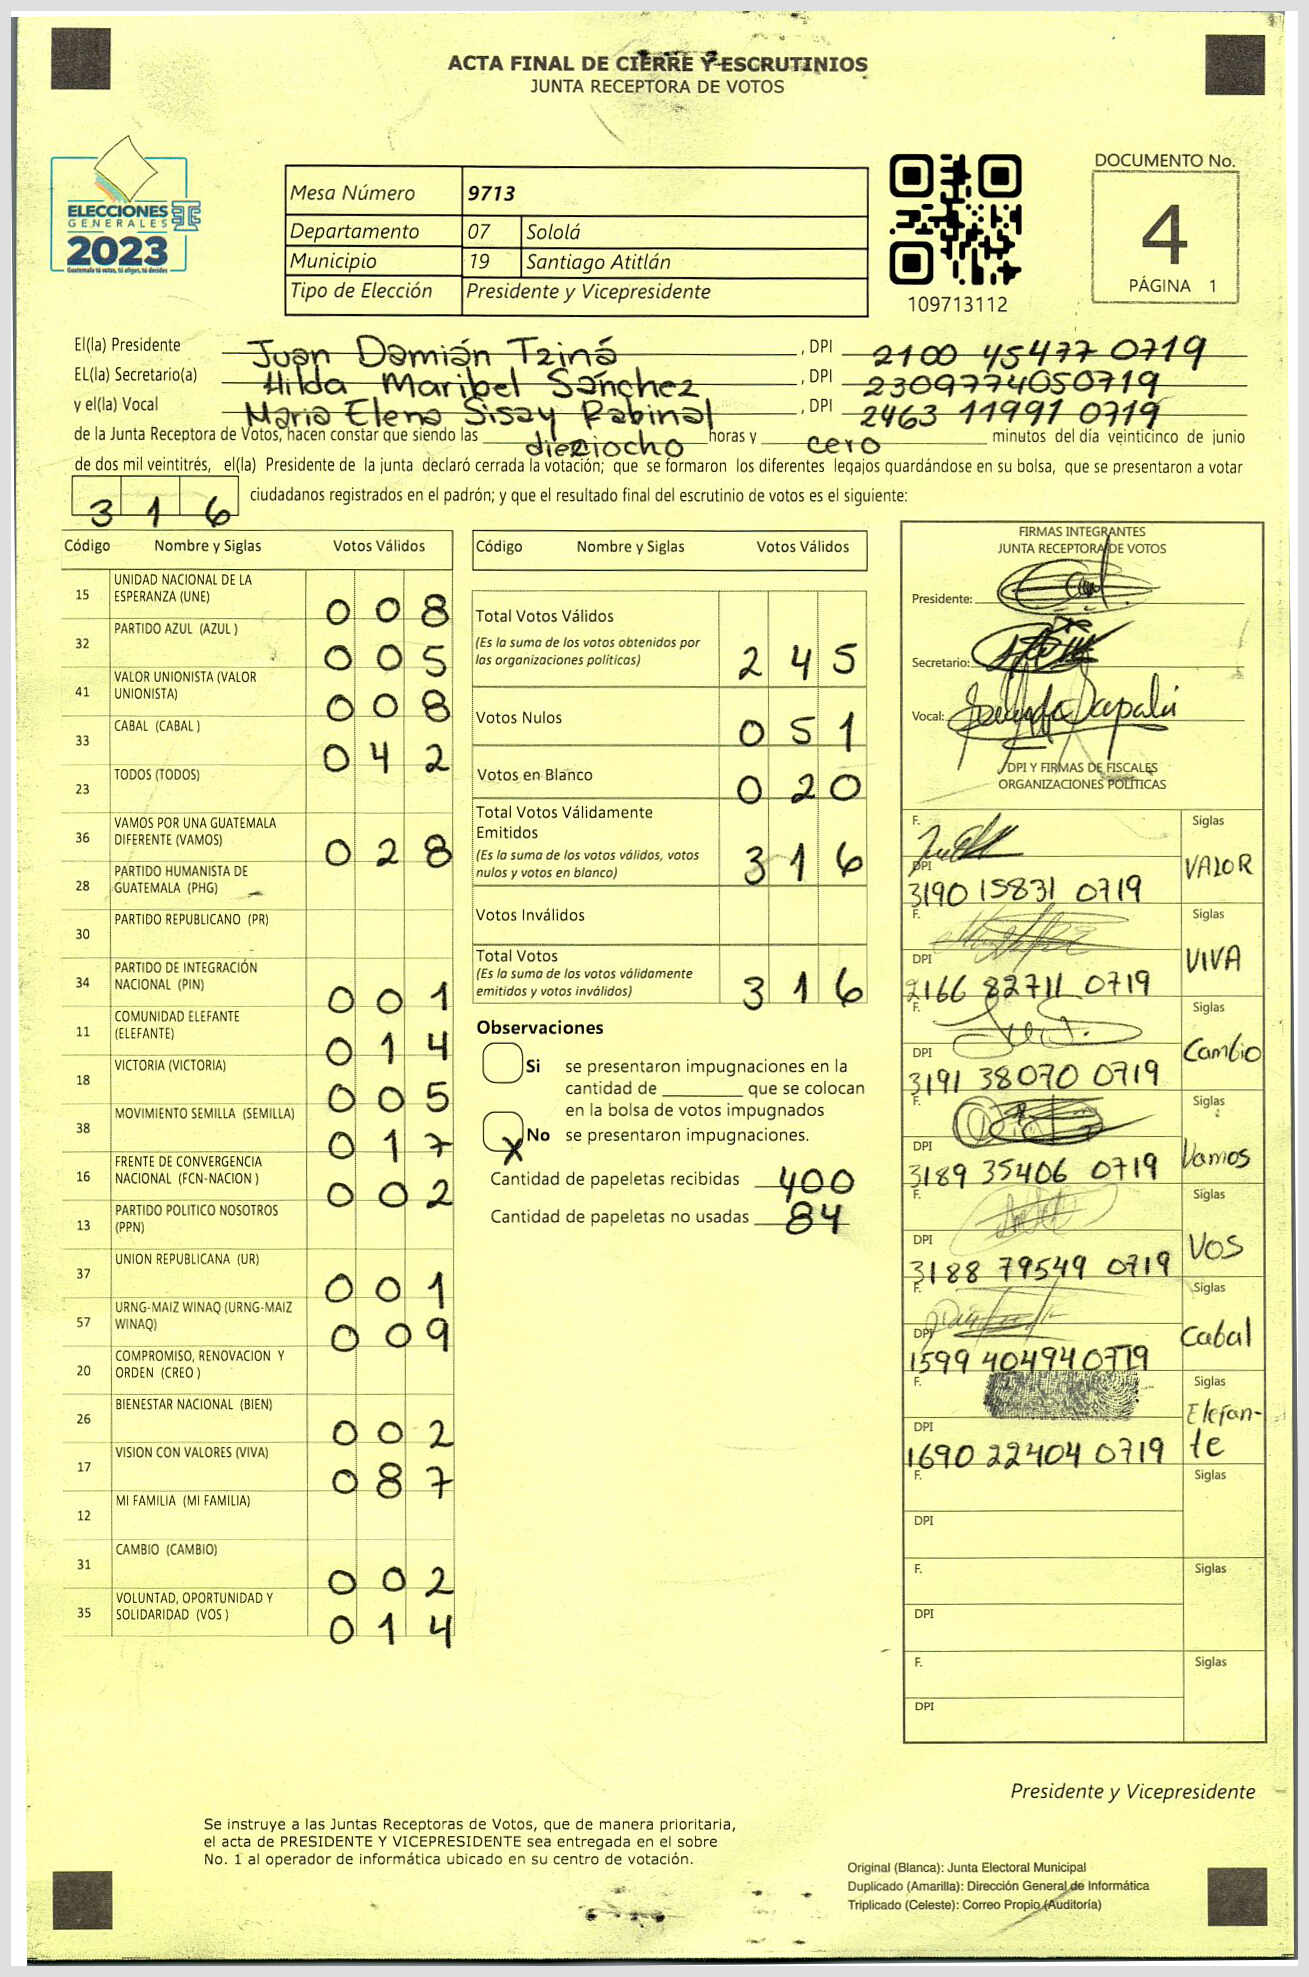 ACTA FINAL DE CIERRE Y ESCRUTINIOS
JUNTA RECEPTORA DE VOTOS
ELECCIONES
GENERALES
2023
Guatemala tú votas, tú eliges, tú decides
Mesa Número 9713
Departamento 07 Sololá
Municipio 19 Santiago Atitlán
Tipo de Elección Presidente y Vicepresidente
109713112
DOCUMENTO No.
4
PÁGINA 1
El(la) Presidente Juan Damián Tziná , DPI 2100 45477 0719
EL(la) Secretario(a) Hilda Maribel Sánchez , DPI 2309774050719
y el(la) Vocal Maria Elena Sisay Rabinal , DPI 2463 11991 0719
de la Junta Receptora de Votos, hacen constar que siendo las dieciocho horas y cero minutos del día veinticinco de junio
de dos mil veintitrés, el(la) Presidente de la junta declaró cerrada la votación; que se formaron los diferentes legajos guardándose en su bolsa, que se presentaron a votar
3 1 6 ciudadanos registrados en el padrón; y que el resultado final del escrutinio de votos es el siguiente:
Código Nombre y Siglas Votos Válidos
15 UNIDAD NACIONAL DE LA ESPERANZA (UNE) 0 0 8
32 PARTIDO AZUL (AZUL ) 0 0 5
41 VALOR UNIONISTA (VALOR UNIONISTA) 0 0 8
33 CABAL (CABAL ) 0 4 2
23 TODOS (TODOS)
36 VAMOS POR UNA GUATEMALA DIFERENTE (VAMOS) 0 2 8
28 PARTIDO HUMANISTA DE GUATEMALA (PHG)
30 PARTIDO REPUBLICANO (PR)
34 PARTIDO DE INTEGRACIÓN NACIONAL (PIN) 0 0 1
11 COMUNIDAD ELEFANTE (ELEFANTE) 0 1 4
18 VICTORIA (VICTORIA) 0 0 5
38 MOVIMIENTO SEMILLA (SEMILLA) 0 1 7
16 FRENTE DE CONVERGENCIA NACIONAL (FCN-NACION ) 0 0 2
13 PARTIDO POLITICO NOSOTROS (PPN)
37 UNION REPUBLICANA (UR) 0 0 1
57 URNG-MAIZ WINAQ (URNG-MAIZ WINAQ) 0 0 9
20 COMPROMISO, RENOVACION Y ORDEN (CREO )
26 BIENESTAR NACIONAL (BIEN) 0 0 2
17 VISION CON VALORES (VIVA) 0 8 7
12 MI FAMILIA (MI FAMILIA)
31 CAMBIO (CAMBIO) 0 0 2
35 VOLUNTAD, OPORTUNIDAD Y SOLIDARIDAD (VOS ) 0 1 4
Código Nombre y Siglas Votos Válidos
Total Votos Válidos
(Es la suma de los votos obtenidos por
las organizaciones políticas) 2 4 5
Votos Nulos 0 5 1
Votos en Blanco 0 2 0
Total Votos Válidamente
Emitidos
(Es la suma de los votos válidos, votos
nulos y votos en blanco) 3 1 6
Votos Inválidos
Total Votos
(Es la suma de los votos válidamente
emitidos y votos inválidos) 3 1 6
Observaciones
Si se presentaron impugnaciones en la
cantidad de ________ que se colocan
en la bolsa de votos impugnados
X No se presentaron impugnaciones.
Cantidad de papeletas recibidas 400
Cantidad de papeletas no usadas 84
FIRMAS INTEGRANTES
JUNTA RECEPTORA DE VOTOS
Presidente:
Secretario:
Vocal:
DPI Y FIRMAS DE FISCALES
ORGANIZACIONES POLÍTICAS
F. Siglas
DPI 3190 15831 0719 VALOR
F. Siglas
DPI 2166 82711 0719 VIVA
F. Siglas
DPI 3191 38070 0719 Cambio
F. Siglas
DPI 3189 35406 0719 Vamos
F. Siglas
DPI 3188 79549 0719 VOS
F. Siglas
DPI 1599 40494 0719 Cabal
F. Siglas
DPI 1690 22404 0719 Elefan-
te
F. Siglas
DPI
F. Siglas
DPI
F. Siglas
DPI
Presidente y Vicepresidente
Se instruye a las Juntas Receptoras de Votos, que de manera prioritaria,
el acta de PRESIDENTE Y VICEPRESIDENTE sea entregada en el sobre
No. 1 al operador de informática ubicado en su centro de votación.
Original (Blanca): Junta Electoral Municipal
Duplicado (Amarilla): Dirección General de Informática
Triplicado (Celeste): Correo Propio (Auditoría)